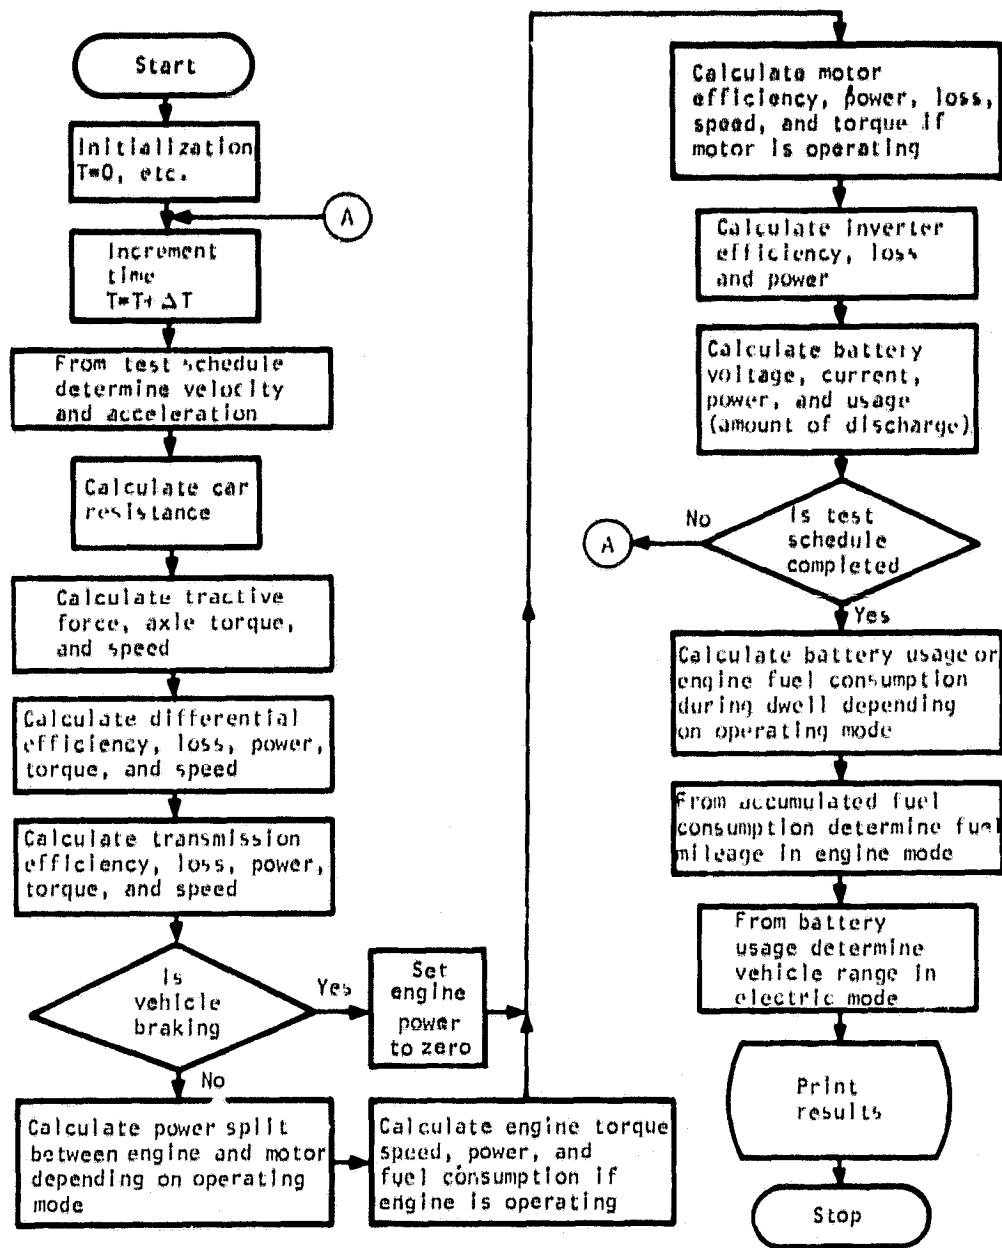 Start
Initialization
T=0, etc.
A
Increment
time
T=T+ΔT
From test schedule
determine velocity
and acceleration
Calculate car
resistance
Calculate tractive
force, axle torque,
and speed
Calculate differential
efficiency, loss, power,
torque, and speed
Calculate transmission
efficiency, loss, power,
torque, and speed
Is
vehicle
braking
Yes
Set
engine
power
to zero
No
Calculate power split
between engine and motor
depending on operating
mode
Calculate engine torque
speed, power, and
fuel consumption if
engine is operating
Calculate motor
efficiency, power, loss,
speed, and torque if
motor is operating
Calculate inverter
efficiency, loss
and power
Calculate battery
voltage, current,
power, and usage
(amount of discharge)
Is test
schedule
completed
No
A
Yes
Calculate battery usage or
engine fuel consumption
during dwell depending
on operating mode
From accumulated fuel
consumption determine fuel
mileage in engine mode
From battery
usage determine
vehicle range in
electric mode
Print
results
Stop